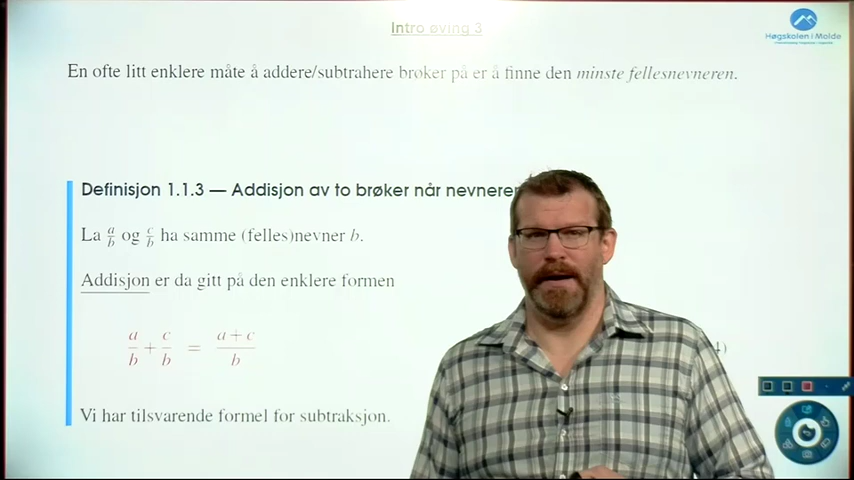 Intro øving 3
Høgskolen i Molde
En ofte litt enklere måte å addere/subtrahere brøker på er å finne den minste fellesnevneren.
Definisjon 1.1.3 — Addisjon av to brøker når nevneren
La a/b og c/b ha samme (felles)nevner b.
Addisjon er da gitt på den enklere formen
a/b + c/b = (a + c)/b
Vi har tilsvarende formel for subtraksjon.